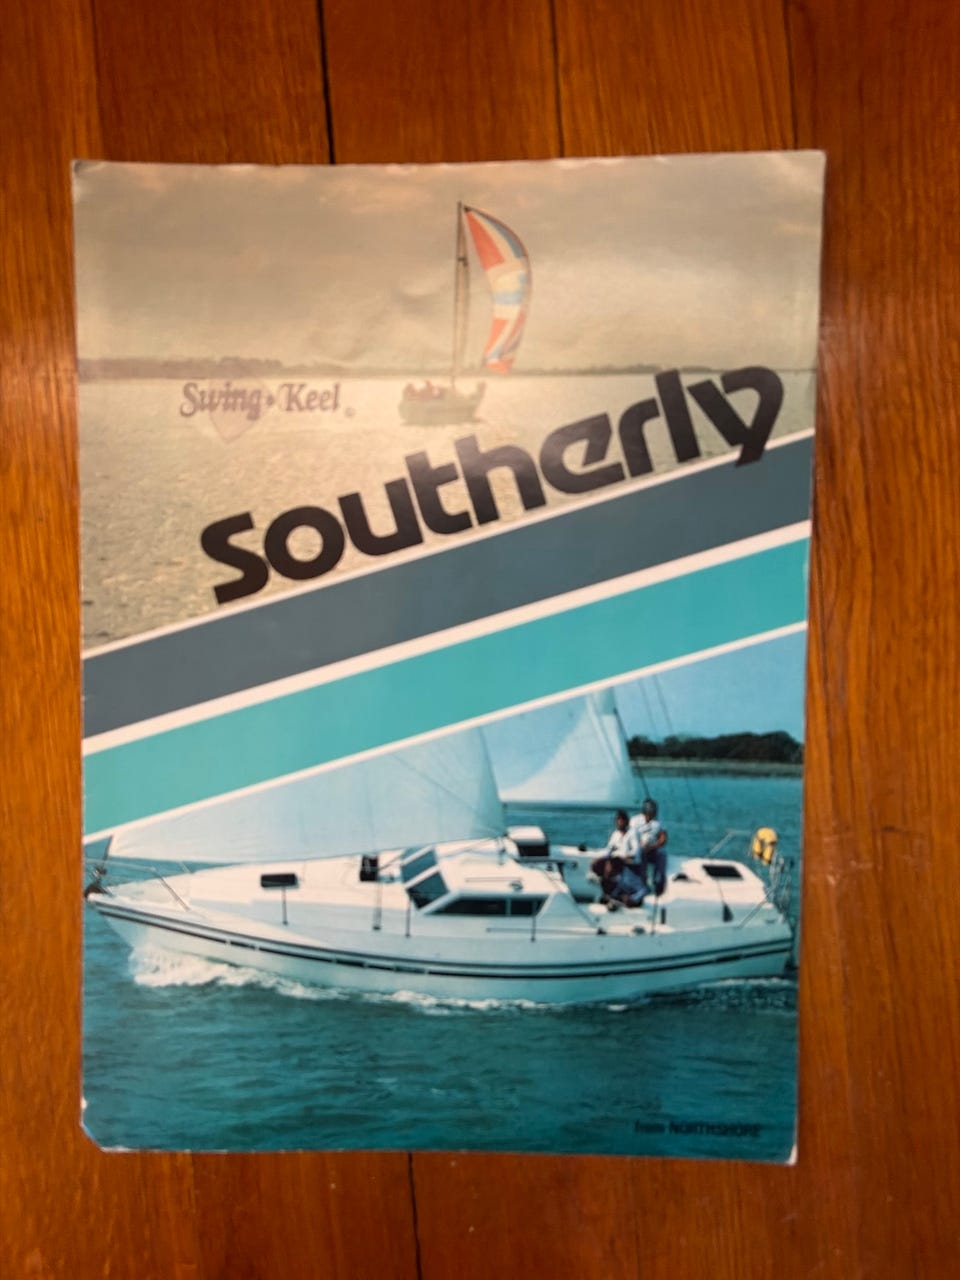 Swing • Keel ©
southerly
from NORTHSHORE